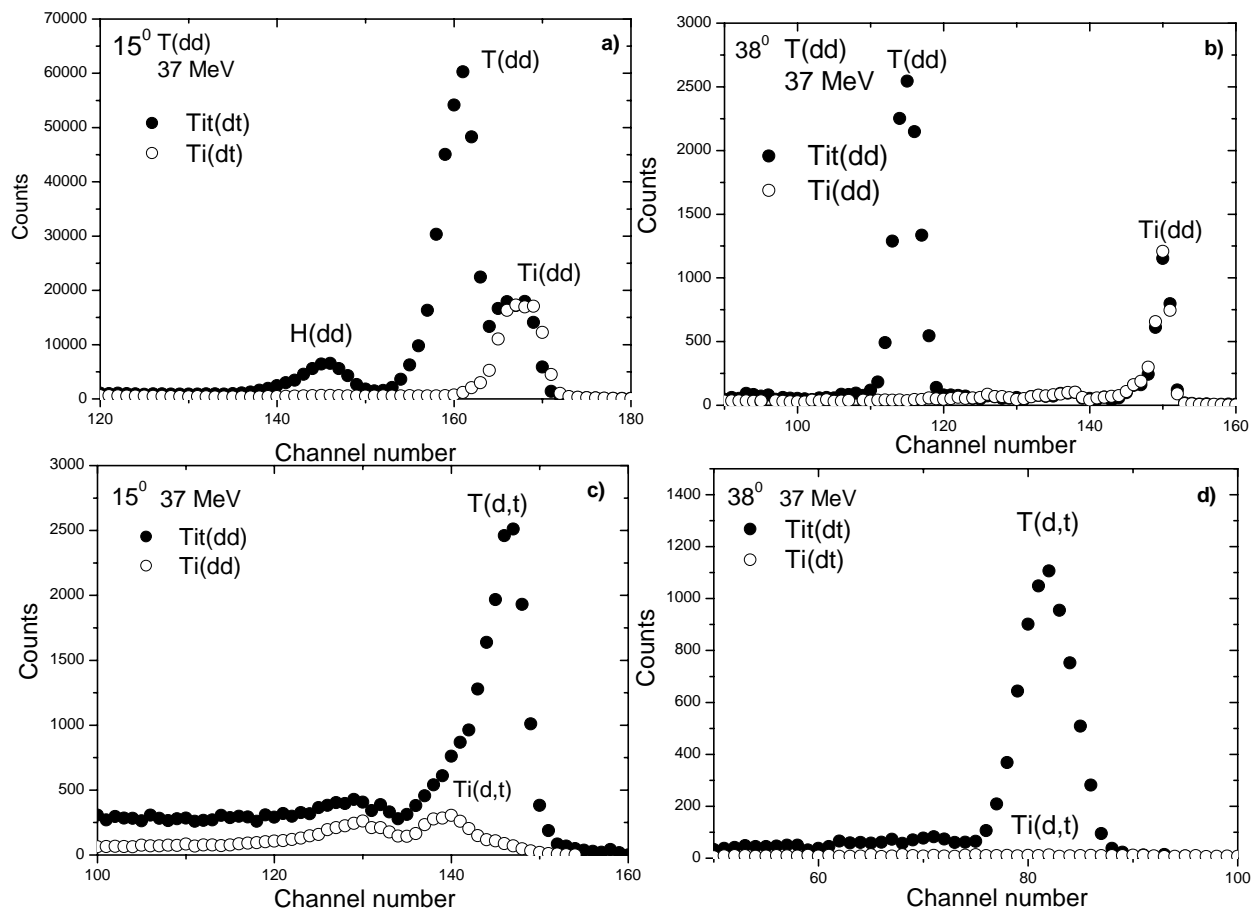 15⁰ T(dd)
37 MeV
a)
T(dd)
Tit(dt)
Ti(dt)
H(dd)
Ti(dd)
Counts
70000
60000
50000
40000
30000
20000
10000
0
120 140 160 180
Channel number
38⁰ T(dd)
37 MeV
b)
T(dd)
Tit(dd)
Ti(dd)
Ti(dd)
Counts
3000
2500
2000
1500
1000
500
0
100 120 140 160
Channel number
15⁰ 37 MeV
c)
T(d,t)
Tit(dd)
Ti(dd)
Ti(d,t)
Counts
3000
2500
2000
1500
1000
500
0
100 120 140 160
Channel number
38⁰ 37 MeV
d)
T(d,t)
Tit(dt)
Ti(dt)
Ti(d,t)
Counts
1400
1200
1000
800
600
400
200
0
60 80 100
Channel number